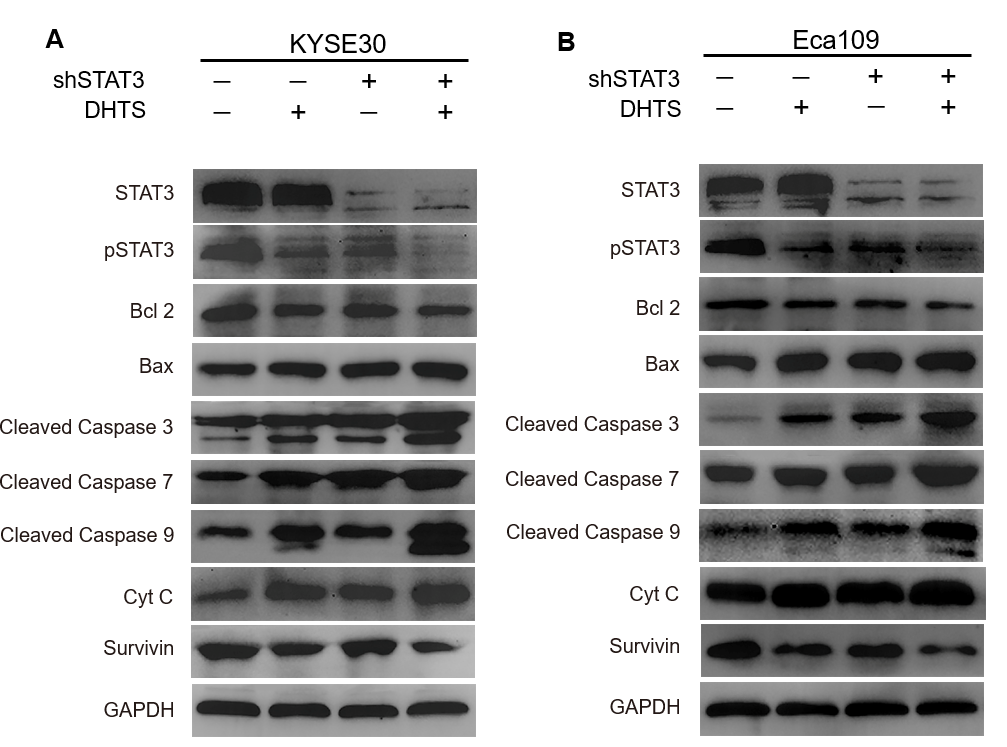 A
KYSE30
shSTAT3 – – + +
DHTS – + – +
STAT3
pSTAT3
Bcl 2
Bax
Cleaved Caspase 3
Cleaved Caspase 7
Cleaved Caspase 9
Cyt C
Survivin
GAPDH
B
Eca109
shSTAT3 – – + +
DHTS – + – +
STAT3
pSTAT3
Bcl 2
Bax
Cleaved Caspase 3
Cleaved Caspase 7
Cleaved Caspase 9
Cyt C
Survivin
GAPDH